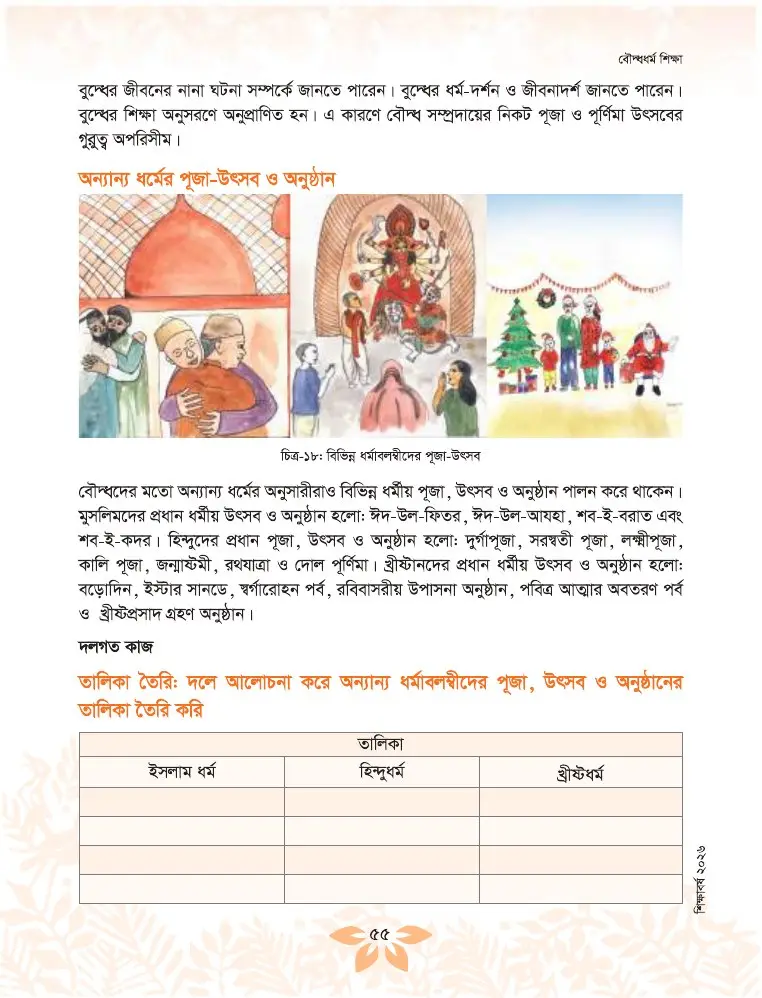 বৌদ্ধধর্ম শিক্ষা
বুদ্ধের জীবনের নানা ঘটনা সম্পর্কে জানতে পারেন। বুদ্ধের ধর্ম-দর্শন ও জীবনাদর্শ জানতে পারেন।
বুদ্ধের শিক্ষা অনুসরণে অনুপ্রাণিত হন। এ কারণে বৌদ্ধ সম্প্রদায়ের নিকট পূজা ও পূর্ণিমা উৎসবের
গুরুত্ব অপরিসীম।
অন্যান্য ধর্মের পূজা-উৎসব ও অনুষ্ঠান
চিত্র-১৮: বিভিন্ন ধর্মাবলম্বীদের পূজা-উৎসব
বৌদ্ধদের মতো অন্যান্য ধর্মের অনুসারীরাও বিভিন্ন ধর্মীয় পূজা, উৎসব ও অনুষ্ঠান পালন করে থাকেন।
মুসলিমদের প্রধান ধর্মীয় উৎসব ও অনুষ্ঠান হলো: ঈদ-উল-ফিতর, ঈদ-উল-আযহা, শব-ই-বরাত এবং
শব-ই-কদর। হিন্দুদের প্রধান পূজা, উৎসব ও অনুষ্ঠান হলো: দুর্গাপূজা, সরস্বতী পূজা, লক্ষ্মীপূজা,
কালি পূজা, জন্মাষ্টমী, রথযাত্রা ও দোল পূর্ণিমা। খ্রীষ্টানদের প্রধান ধর্মীয় উৎসব ও অনুষ্ঠান হলো:
বড়োদিন, ইস্টার সানডে, স্বর্গারোহন পর্ব, রবিবাসরীয় উপাসনা অনুষ্ঠান, পবিত্র আত্মার অবতরণ পর্ব
ও খ্রীষ্টপ্রসাদ গ্রহণ অনুষ্ঠান।
দলগত কাজ
তালিকা তৈরি: দলে আলোচনা করে অন্যান্য ধর্মাবলম্বীদের পূজা, উৎসব ও অনুষ্ঠানের
তালিকা তৈরি করি
তালিকা
ইসলাম ধর্ম
হিন্দুধর্ম
খ্রীষ্টধর্ম
শিক্ষাবর্ষ ২০২৬
৫৫